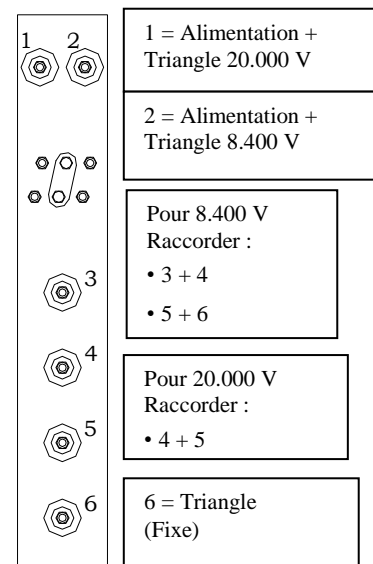 1 2
1 = Alimentation +
Triangle 20.000 V
2 = Alimentation +
Triangle 8.400 V
Pour 8.400 V
Raccorder :
• 3 + 4
• 5 + 6
3
4
Pour 20.000 V
Raccorder :
• 4 + 5
5
6
6 = Triangle
(Fixe)